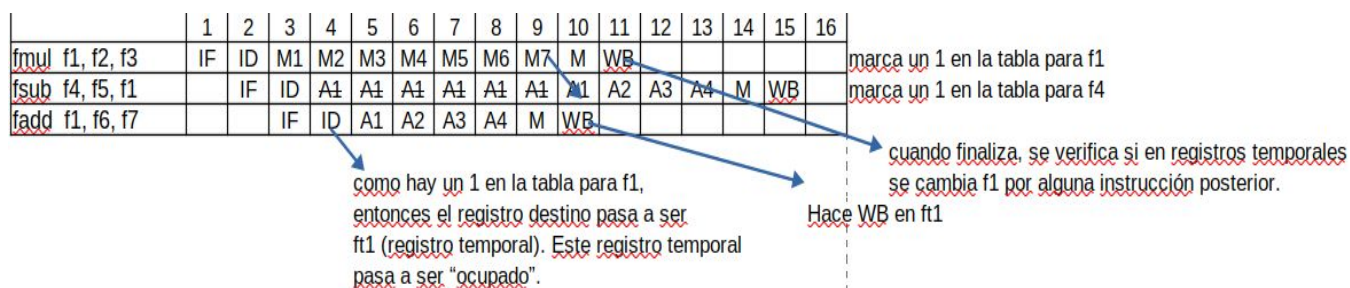 1 2 3 4 5 6 7 8 9 10 11 12 13 14 15 16
fmul f1, f2, f3 IF ID M1 M2 M3 M4 M5 M6 M7 M WB marca un 1 en la tabla para f1
fsub f4, f5, f1 IF ID A1 A1 A1 A1 A1 A1 A1 A2 A3 A4 M WB marca un 1 en la tabla para f4
fadd f1, f6, f7 IF ID A1 A2 A3 A4 M WB
cuando finaliza, se verifica si en registros temporales
se cambia f1 por alguna instrucción posterior.
Hace WB en ft1
como hay un 1 en la tabla para f1,
entonces el registro destino pasa a ser
ft1 (registro temporal). Este registro temporal
pasa a ser “ocupado”.